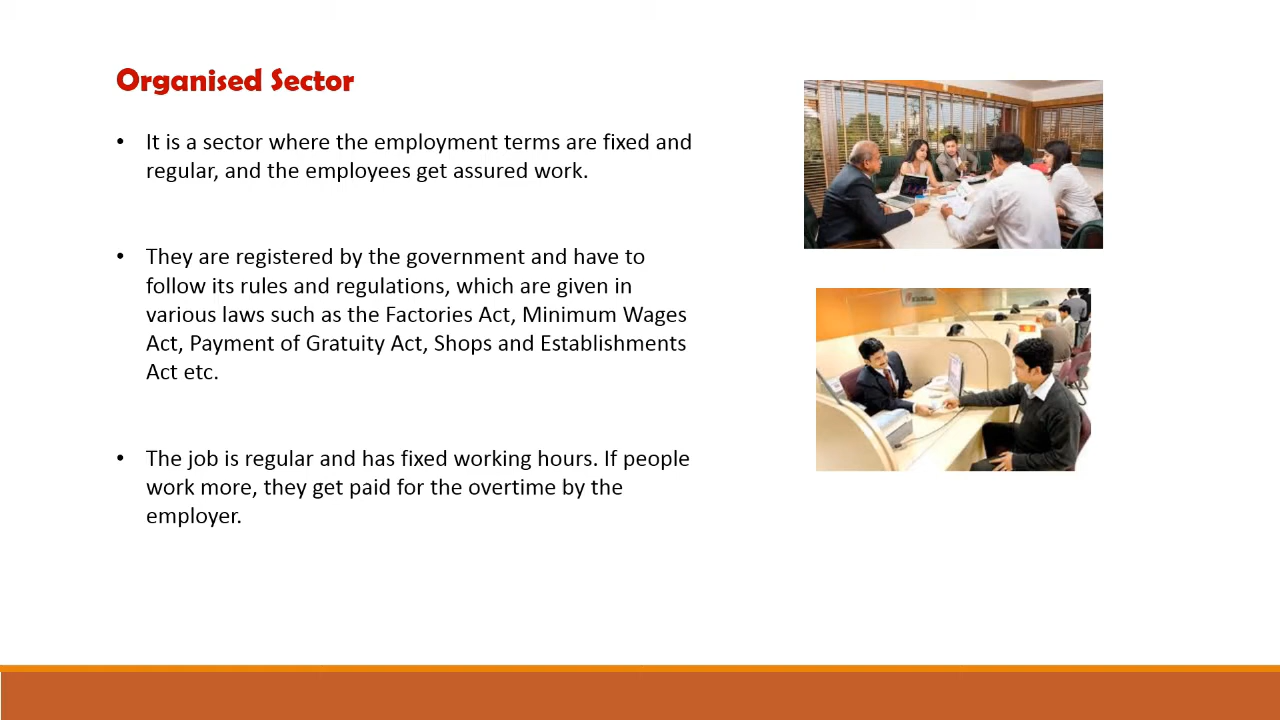 Organised Sector
• It is a sector where the employment terms are fixed and
regular, and the employees get assured work.
• They are registered by the government and have to
follow its rules and regulations, which are given in
various laws such as the Factories Act, Minimum Wages
Act, Payment of Gratuity Act, Shops and Establishments
Act etc.
• The job is regular and has fixed working hours. If people
work more, they get paid for the overtime by the
employer.